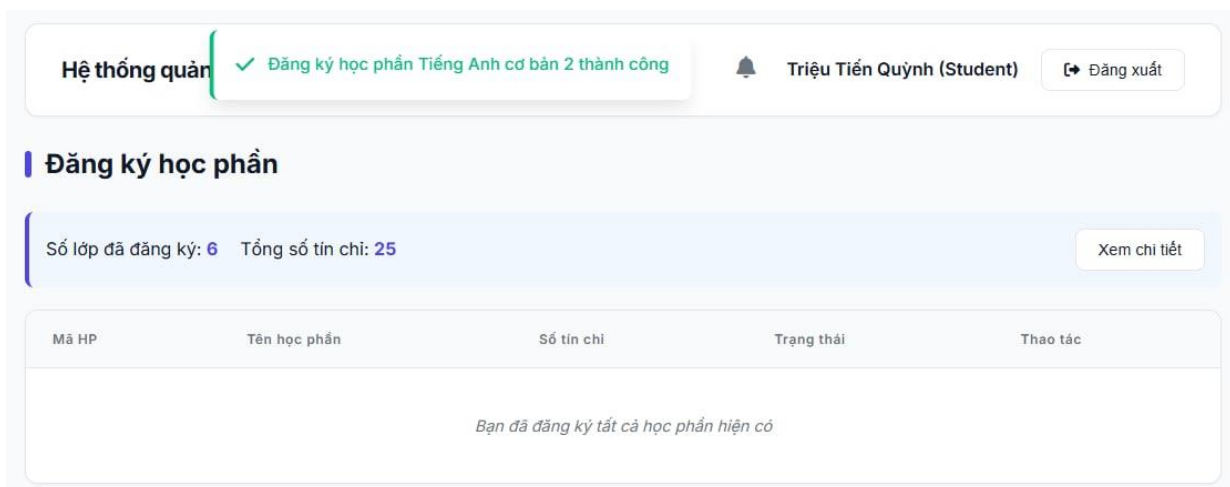 Hệ thống quản
Đăng ký học phần Tiếng Anh cơ bản 2 thành công
Triệu Tiến Quỳnh (Student)
Đăng xuất
Đăng ký học phần
Số lớp đã đăng ký: 6 Tổng số tín chỉ: 25
Xem chi tiết
Mã HP Tên học phần Số tín chỉ Trạng thái Thao tác
Bạn đã đăng ký tất cả học phần hiện có